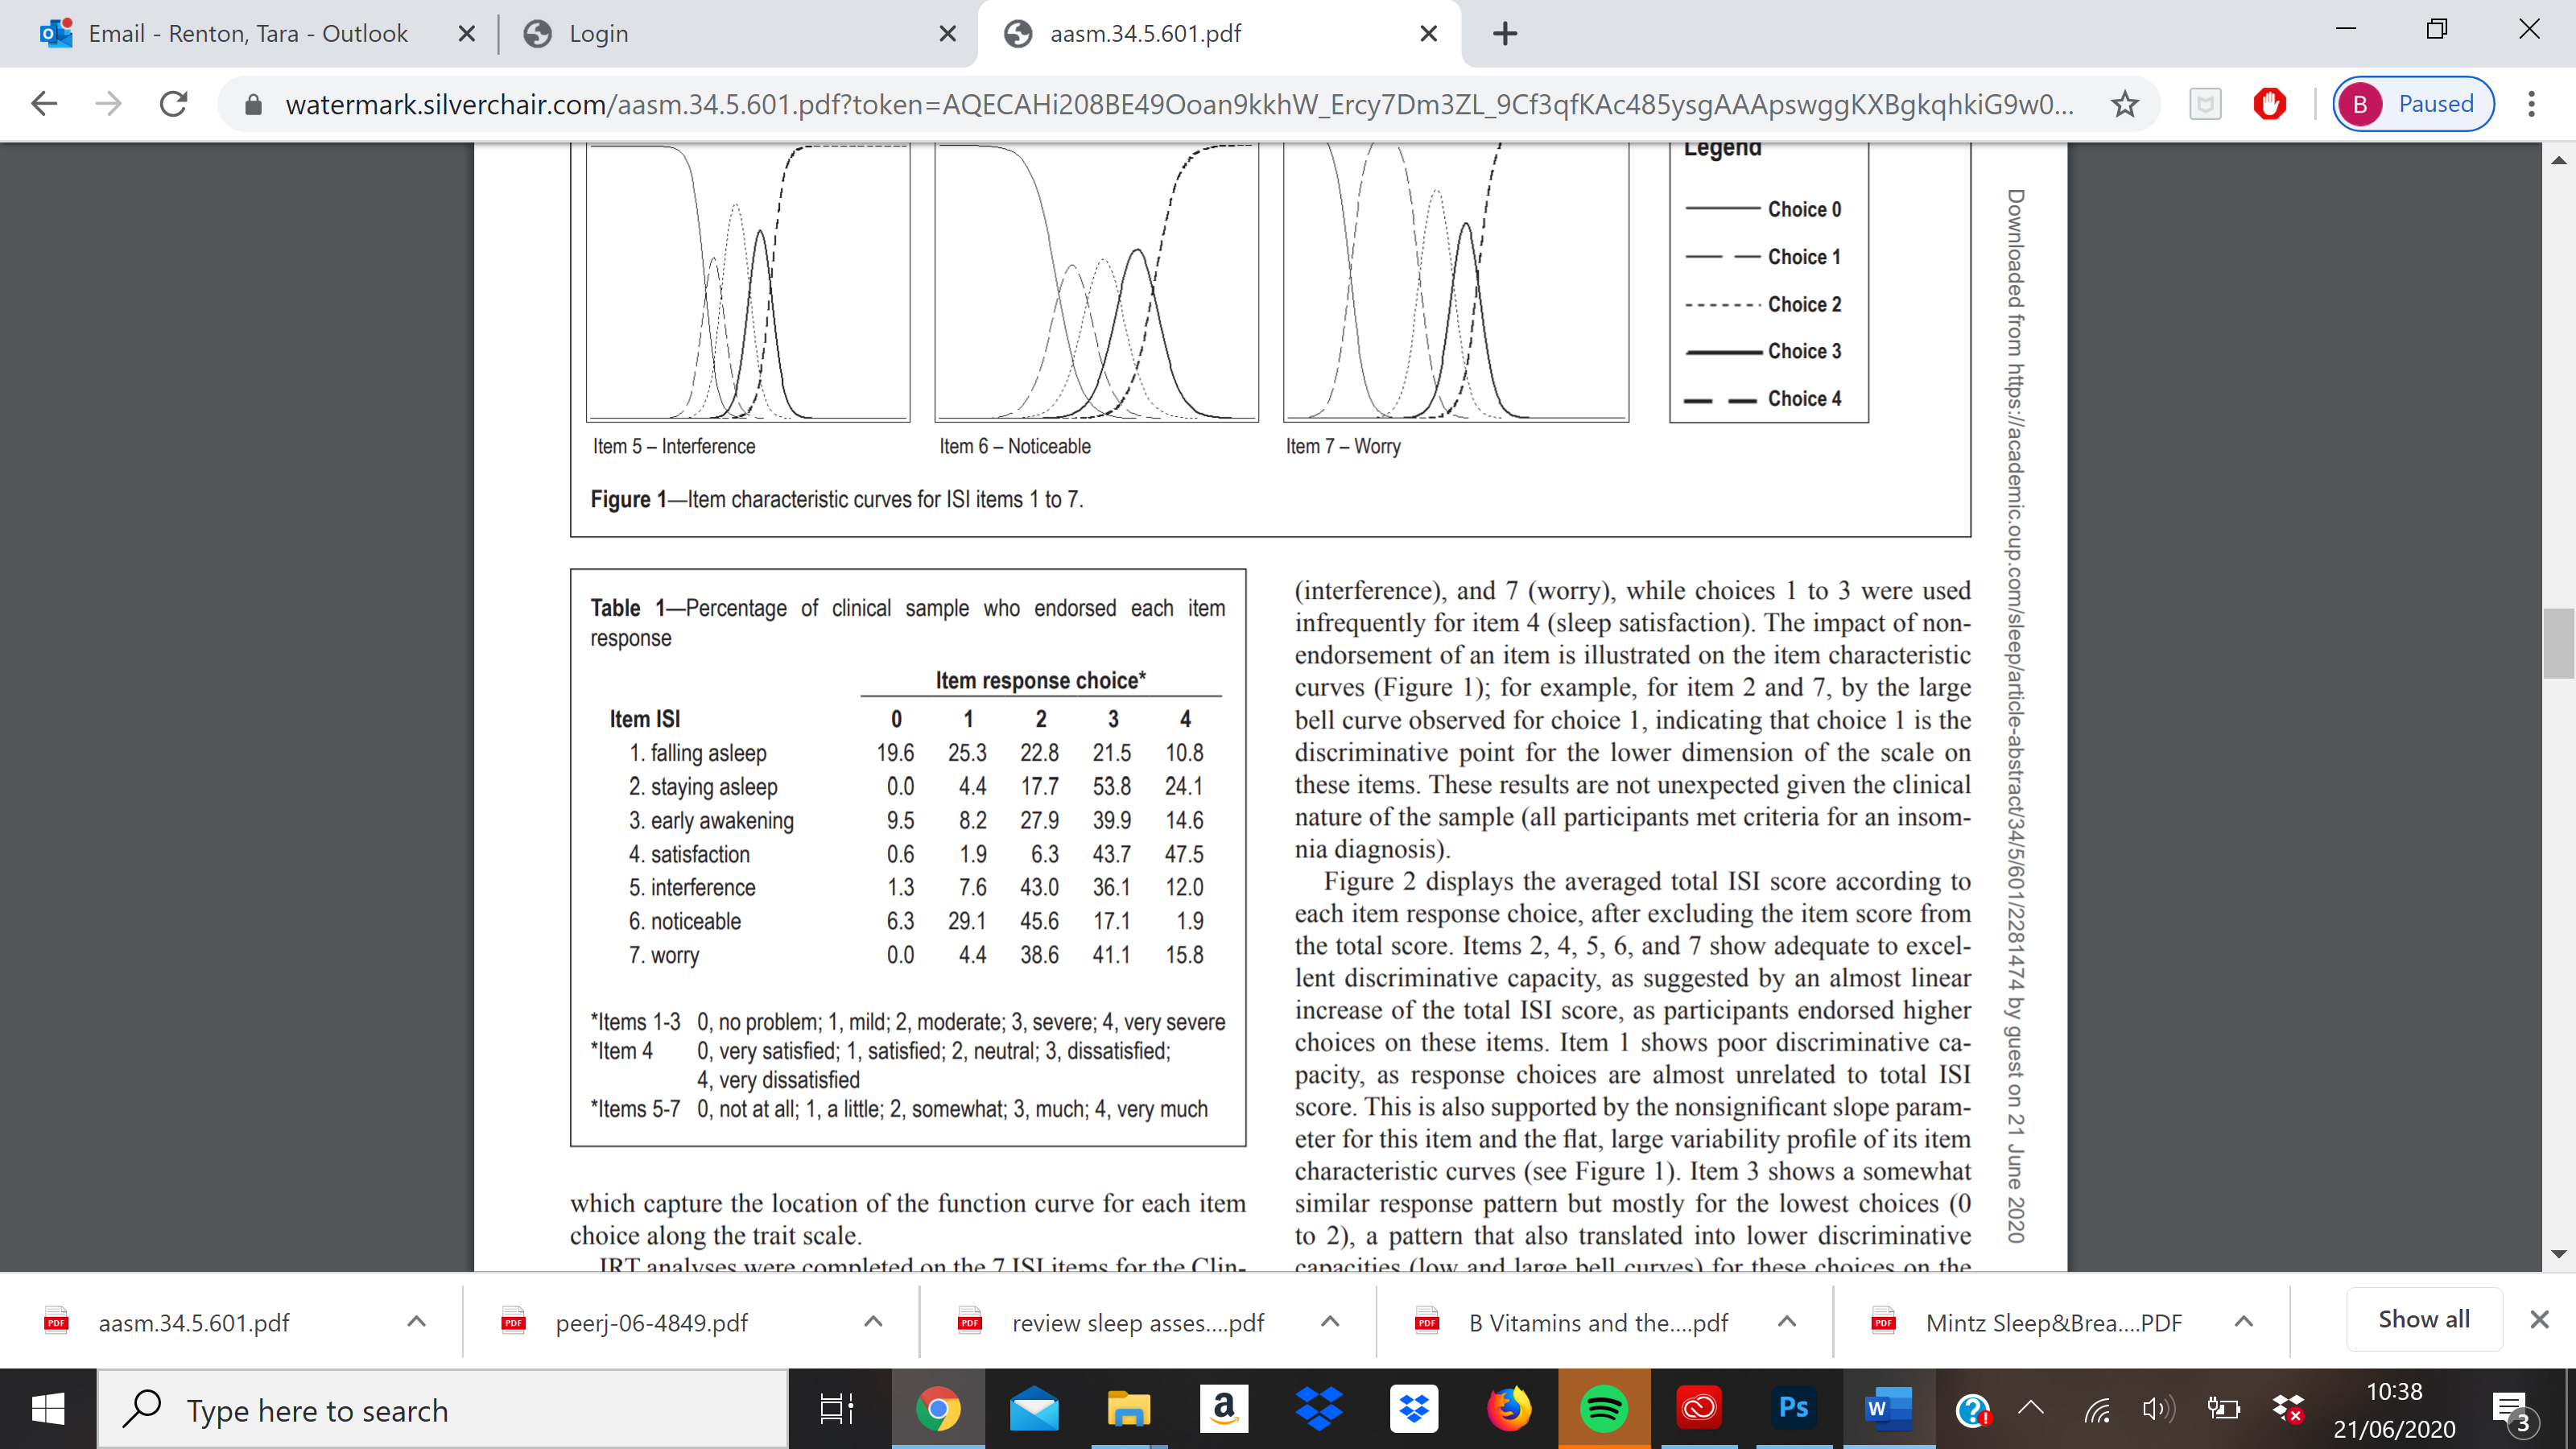 Email - Renton, Tara - Outlook
Login
aasm.34.5.601.pdf
watermark.silverchair.com/aasm.34.5.601.pdf?token=AQECAHi208BE49Ooan9kkhW_Ercy7Dm3ZL_9Cf3qfKAc485ysgAAApswggKXBgkqhkiG9w0...
B Paused
Legend
Choice 0
Choice 1
Choice 2
Choice 3
Choice 4
Item 5 – Interference
Item 6 – Noticeable
Item 7 – Worry
Figure 1—Item characteristic curves for ISI items 1 to 7.
Table 1—Percentage of clinical sample who endorsed each item
response
Item response choice*
Item ISI 0 1 2 3 4
1. falling asleep 19.6 25.3 22.8 21.5 10.8
2. staying asleep 0.0 4.4 17.7 53.8 24.1
3. early awakening 9.5 8.2 27.9 39.9 14.6
4. satisfaction 0.6 1.9 6.3 43.7 47.5
5. interference 1.3 7.6 43.0 36.1 12.0
6. noticeable 6.3 29.1 45.6 17.1 1.9
7. worry 0.0 4.4 38.6 41.1 15.8
*Items 1-3 0, no problem; 1, mild; 2, moderate; 3, severe; 4, very severe
*Item 4 0, very satisfied; 1, satisfied; 2, neutral; 3, dissatisfied;
4, very dissatisfied
*Items 5-7 0, not at all; 1, a little; 2, somewhat; 3, much; 4, very much
which capture the location of the function curve for each item
choice along the trait scale.
IRT analyses were completed on the 7 ISI items for the Clin-
(interference), and 7 (worry), while choices 1 to 3 were used
infrequently for item 4 (sleep satisfaction). The impact of non-
endorsement of an item is illustrated on the item characteristic
curves (Figure 1); for example, for item 2 and 7, by the large
bell curve observed for choice 1, indicating that choice 1 is the
discriminative point for the lower dimension of the scale on
these items. These results are not unexpected given the clinical
nature of the sample (all participants met criteria for an insom-
nia diagnosis).
Figure 2 displays the averaged total ISI score according to
each item response choice, after excluding the item score from
the total score. Items 2, 4, 5, 6, and 7 show adequate to excel-
lent discriminative capacity, as suggested by an almost linear
increase of the total ISI score, as participants endorsed higher
choices on these items. Item 1 shows poor discriminative ca-
pacity, as response choices are almost unrelated to total ISI
score. This is also supported by the nonsignificant slope param-
eter for this item and the flat, large variability profile of its item
characteristic curves (see Figure 1). Item 3 shows a somewhat
similar response pattern but mostly for the lowest choices (0
to 2), a pattern that also translated into lower discriminative
capacities (low and large bell curves) for these choices on the
Downloaded from https://academic.oup.com/sleep/article-abstract/34/5/601/2281474 by guest on 21 June 2020
aasm.34.5.601.pdf
peerj-06-4849.pdf
review sleep asses....pdf
B Vitamins and the....pdf
Mintz Sleep&Brea....PDF
Show all
Type here to search
10:38
21/06/2020
3